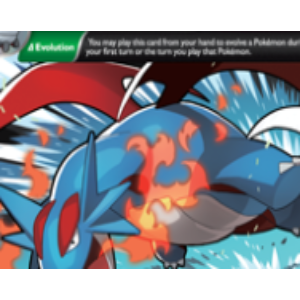 Δ Evolution
You may play this card from your hand to evolve a Pokémon du
your first turn or the turn you play that Pokémon.